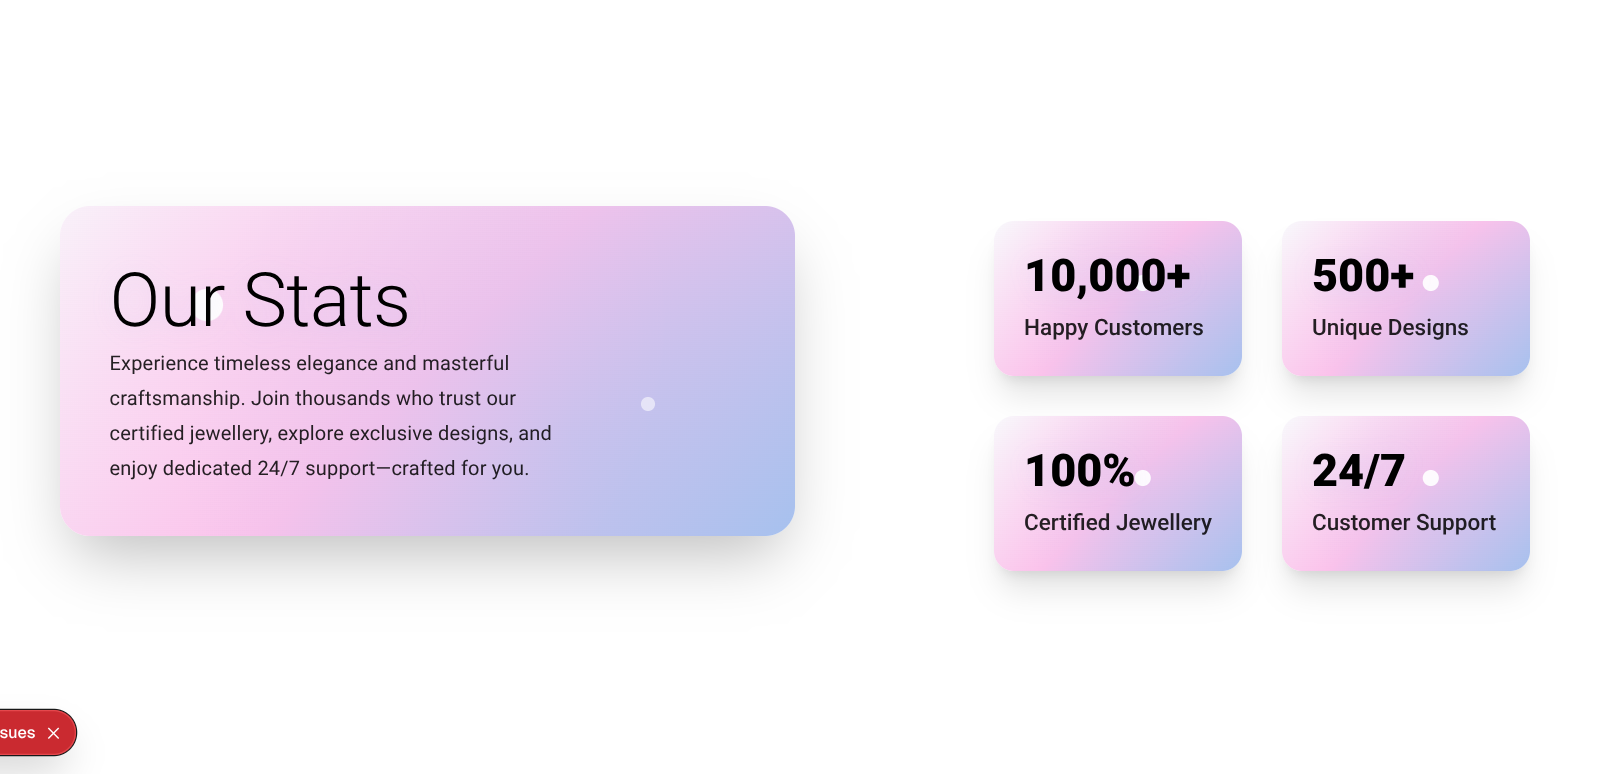 Our Stats
Experience timeless elegance and masterful
craftsmanship. Join thousands who trust our
certified jewellery, explore exclusive designs, and
enjoy dedicated 24/7 support—crafted for you.
10,000+
Happy Customers
500+
Unique Designs
100%
Certified Jewellery
24/7
Customer Support
sues